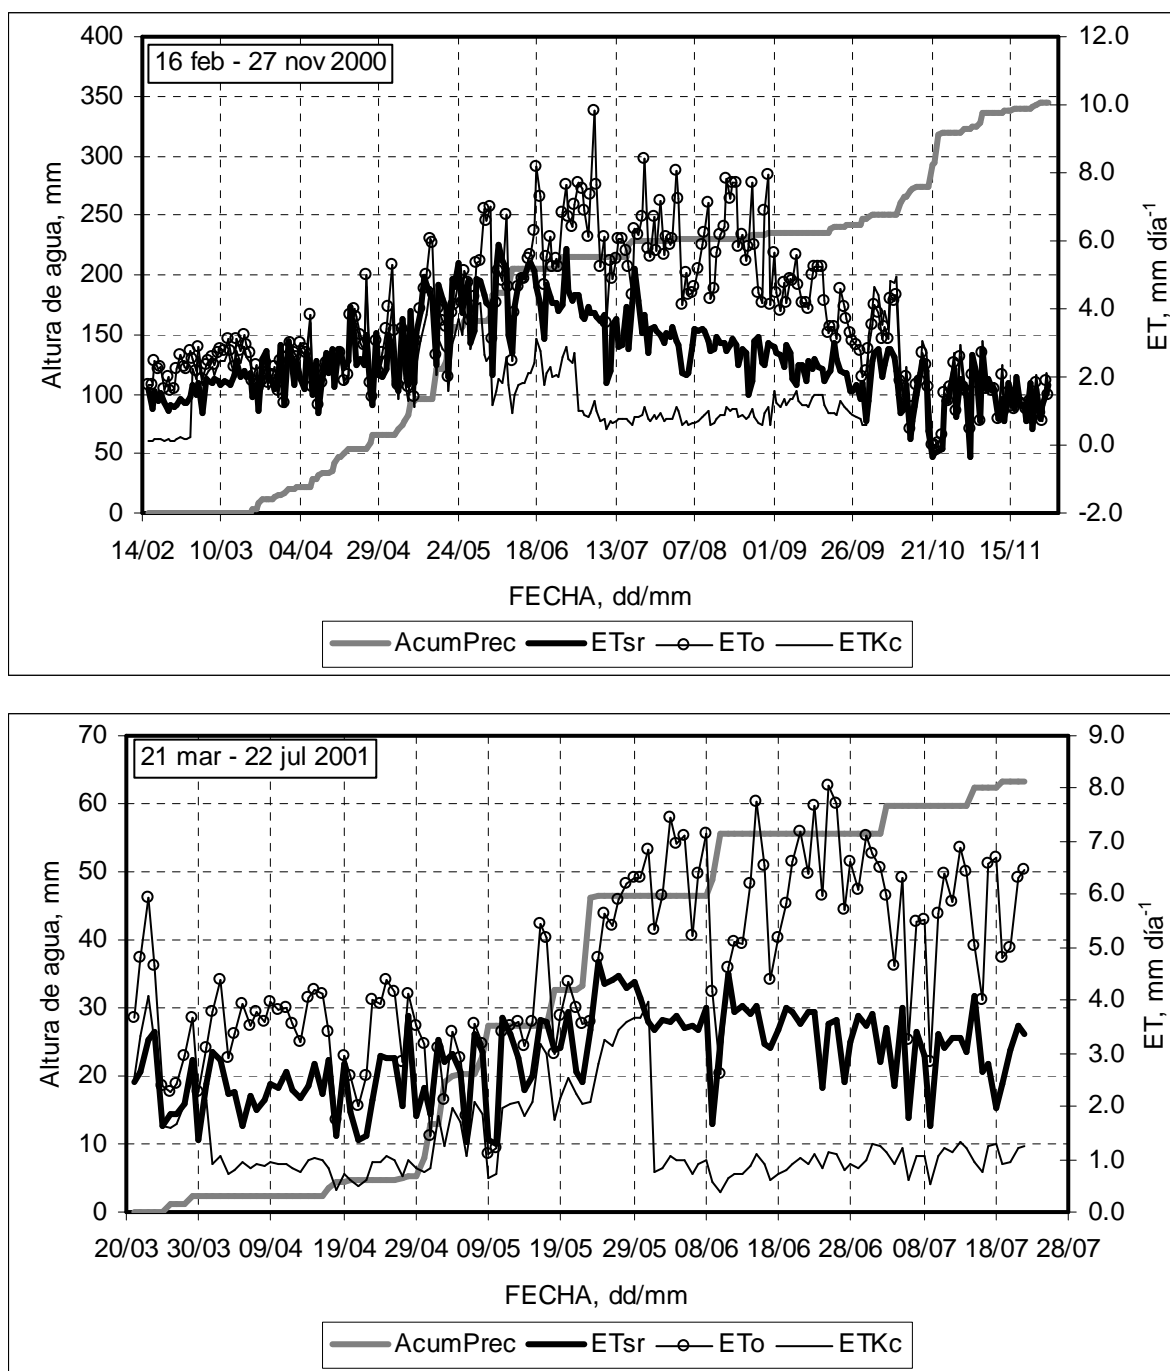 16 feb - 27 nov 2000
Altura de agua, mm
400
350
300
250
200
150
100
50
0
12.0
10.0
8.0
6.0
4.0
2.0
0.0
-2.0
ET, mm día-1
14/02 10/03 04/04 29/04 24/05 18/06 13/07 07/08 01/09 26/09 21/10 15/11
FECHA, dd/mm
AcumPrec ETsr ETo ETKc
21 mar - 22 jul 2001
Altura de agua, mm
70
60
50
40
30
20
10
0
9.0
8.0
7.0
6.0
5.0
4.0
3.0
2.0
1.0
0.0
ET, mm día-1
20/03 30/03 09/04 19/04 29/04 09/05 19/05 29/05 08/06 18/06 28/06 08/07 18/07 28/07
FECHA, dd/mm
AcumPrec ETsr ETo ETKc